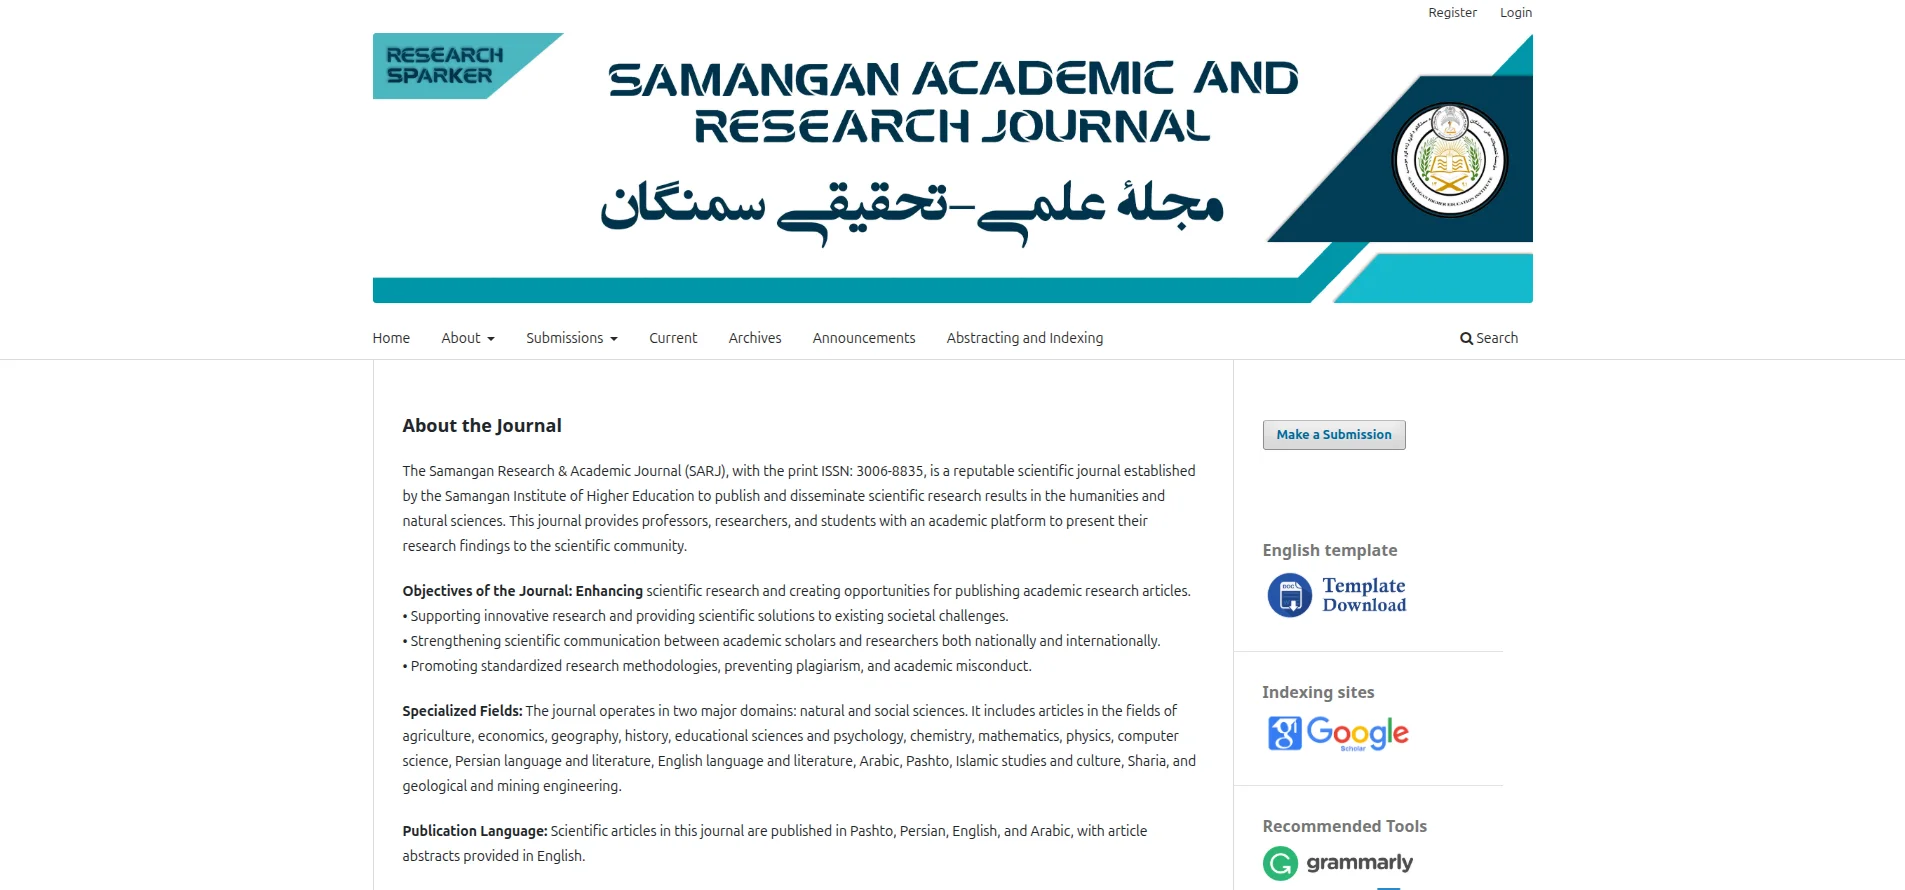 Register Login
RESEARCH
SPARKER
SAMANGAN ACADEMIC AND
RESEARCH JOURNAL
مجلهٔ علمی-تحقیقی سمنگان
SAMANGAN HIGHER EDUCATION INSTITUTE
Home About Submissions Current Archives Announcements Abstracting and Indexing Search
About the Journal
The Samangan Research & Academic Journal (SARJ), with the print ISSN: 3006-8835, is a reputable scientific journal established
by the Samangan Institute of Higher Education to publish and disseminate scientific research results in the humanities and
natural sciences. This journal provides professors, researchers, and students with an academic platform to present their
research findings to the scientific community.
Objectives of the Journal: Enhancing scientific research and creating opportunities for publishing academic research articles.
• Supporting innovative research and providing scientific solutions to existing societal challenges.
• Strengthening scientific communication between academic scholars and researchers both nationally and internationally.
• Promoting standardized research methodologies, preventing plagiarism, and academic misconduct.
Specialized Fields: The journal operates in two major domains: natural and social sciences. It includes articles in the fields of
agriculture, economics, geography, history, educational sciences and psychology, chemistry, mathematics, physics, computer
science, Persian language and literature, English language and literature, Arabic, Pashto, Islamic studies and culture, Sharia, and
geological and mining engineering.
Publication Language: Scientific articles in this journal are published in Pashto, Persian, English, and Arabic, with article
abstracts provided in English.
Make a Submission
English template
DOC
Template
Download
Indexing sites
Google
Scholar
Recommended Tools
grammarly